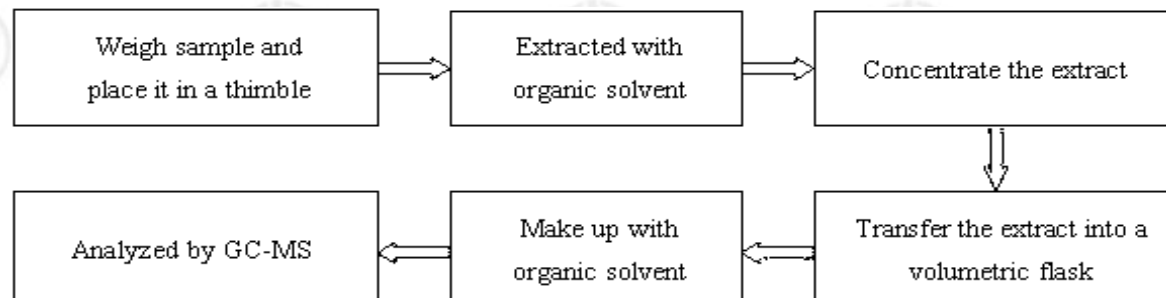 Weigh sample and
place it in a thimble
Extracted with
organic solvent
Concentrate the extract
Transfer the extract into a
volumetric flask
Make up with
organic solvent
Analyzed by GC-MS